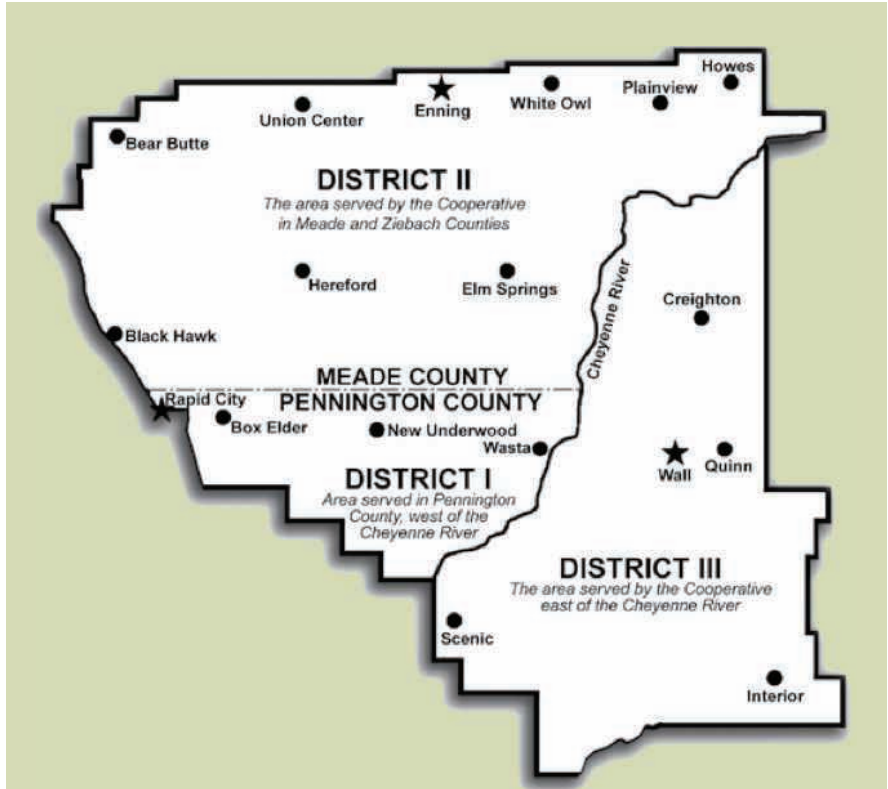 Howes
Plainview
White Owl
Enning
Union Center
Bear Butte
DISTRICT II
The area served by the Cooperative
in Meade and Ziebach Counties
Hereford
Elm Springs
Cheyenne River
Creighton
Black Hawk
MEADE COUNTY
PENNINGTON COUNTY
Rapid City
Box Elder
New Underwood
Wasta
Wall
Quinn
DISTRICT I
Area served in Pennington
County, west of the
Cheyenne River
DISTRICT III
The area served by the Cooperative
east of the Cheyenne River
Scenic
Interior